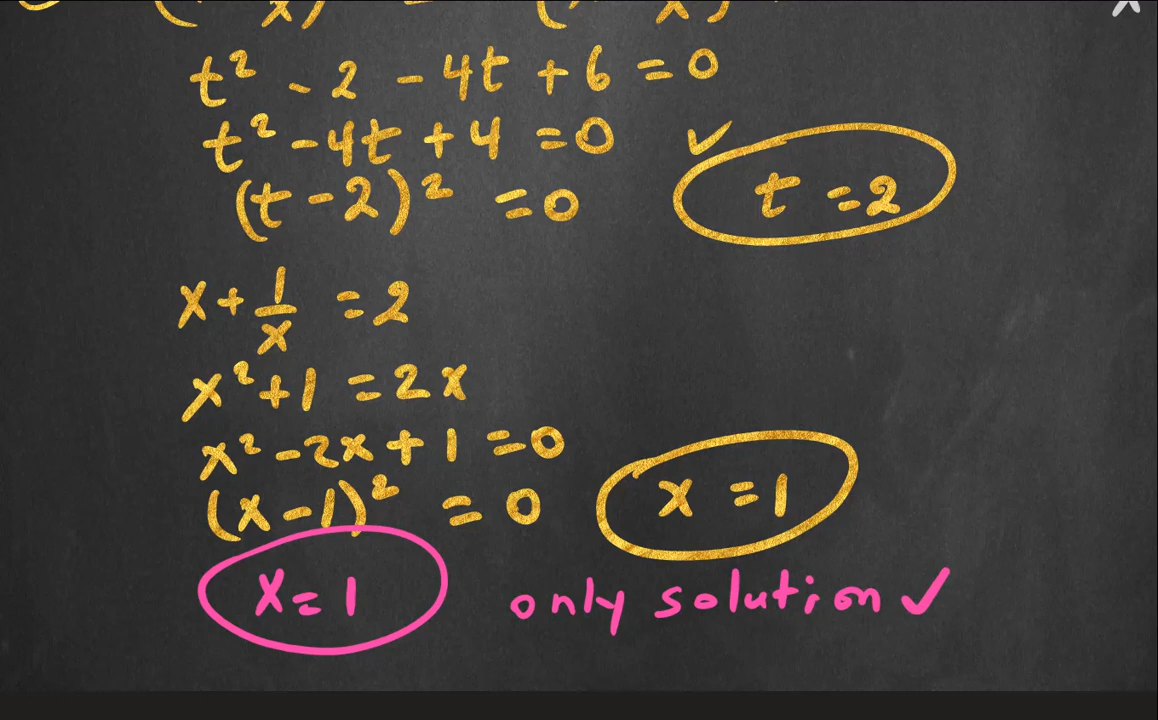 t² - 2 - 4t + 6 = 0
t² - 4t + 4 = 0 ✓
(t - 2)² = 0 t = 2
x + 1/x = 2
x² + 1 = 2x
x² - 2x + 1 = 0
(x - 1)² = 0 x = 1
x = 1 only solution ✓